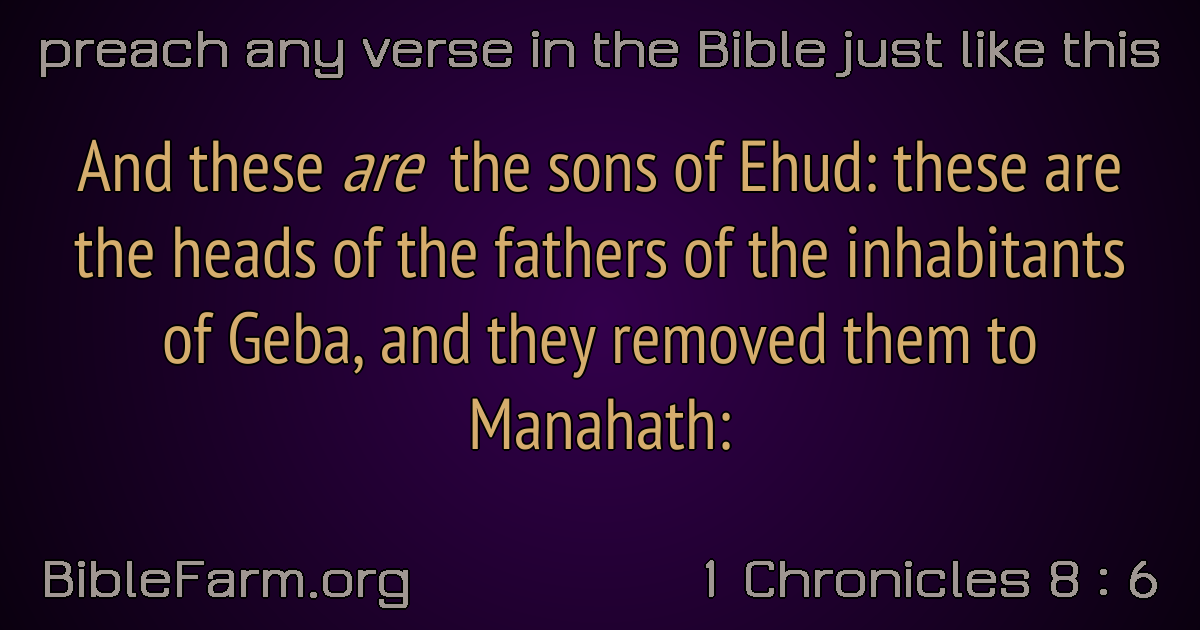 preach any verse in the Bible just like this
And these are the sons of Ehud: these are
the heads of the fathers of the inhabitants
of Geba, and they removed them to
Manahath:
BibleFarm.org
1 Chronicles 8 : 6